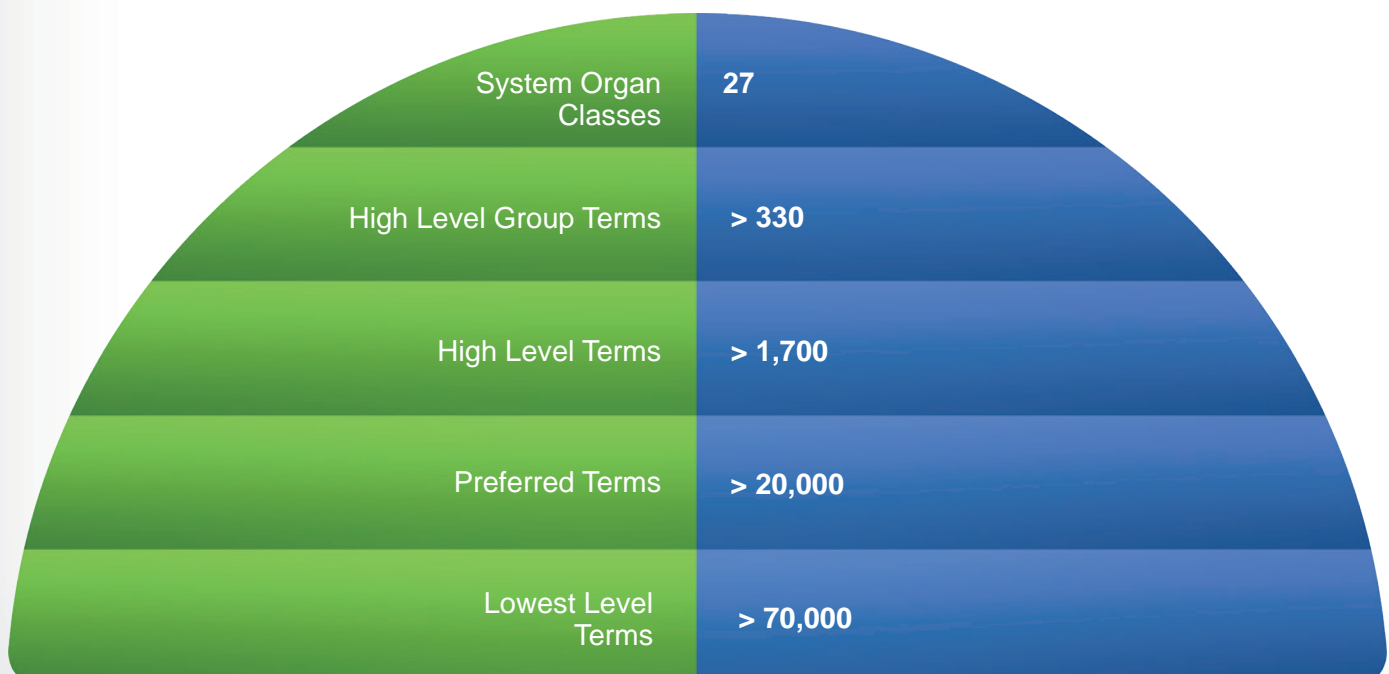 System Organ
Classes
27
High Level Group Terms
> 330
High Level Terms
> 1,700
Preferred Terms
> 20,000
Lowest Level
Terms
> 70,000